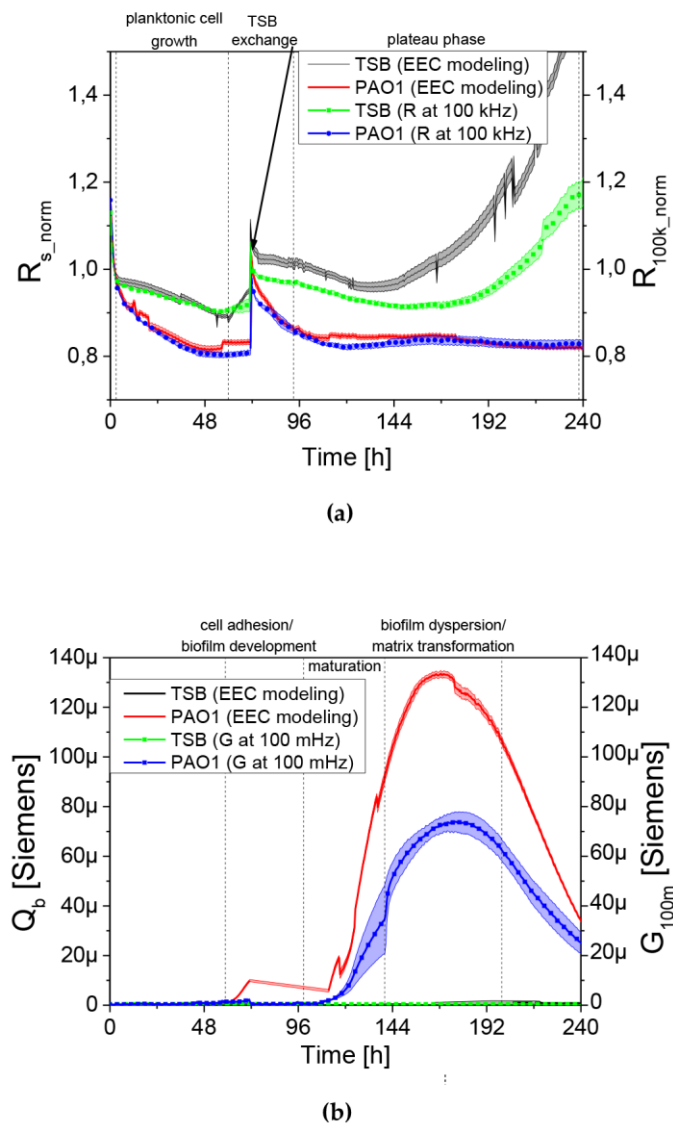 planktonic cell
growth
TSB
exchange
plateau phase
TSB (EEC modeling)
PAO1 (EEC modeling)
TSB (R at 100 kHz)
PAO1 (R at 100 kHz)
1,4
1,2
1,0
0,8
R_s_norm
1,4
1,2
1,0
0,8
R_100k_norm
0 48 96 144 192 240
Time [h]
(a)
cell adhesion/
biofilm development
maturation
biofilm dyspersion/
matrix transformation
TSB (EEC modeling)
PAO1 (EEC modeling)
TSB (G at 100 mHz)
PAO1 (G at 100 mHz)
140µ
120µ
100µ
80µ
60µ
40µ
20µ
0
Q_b [Siemens]
140µ
120µ
100µ
80µ
60µ
40µ
20µ
0
G_100m [Siemens]
0 48 96 144 192 240
Time [h]
(b)